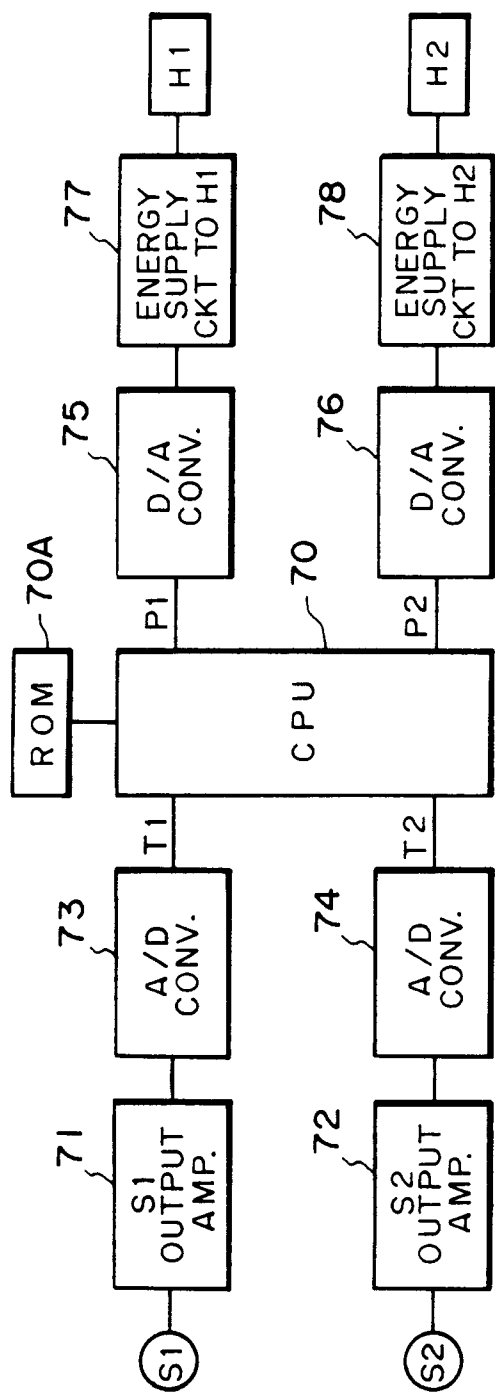 70A
ROM
71
73
75
77
S1
S1
OUTPUT
AMP.
A/D
CONV.
T1
P1
D/A
CONV.
ENERGY
SUPPLY
CKT TO H1
H1
CPU
70
72
74
76
78
S2
S2
OUTPUT
AMP.
A/D
CONV.
T2
P2
D/A
CONV.
ENERGY
SUPPLY
CKT TO H2
H2